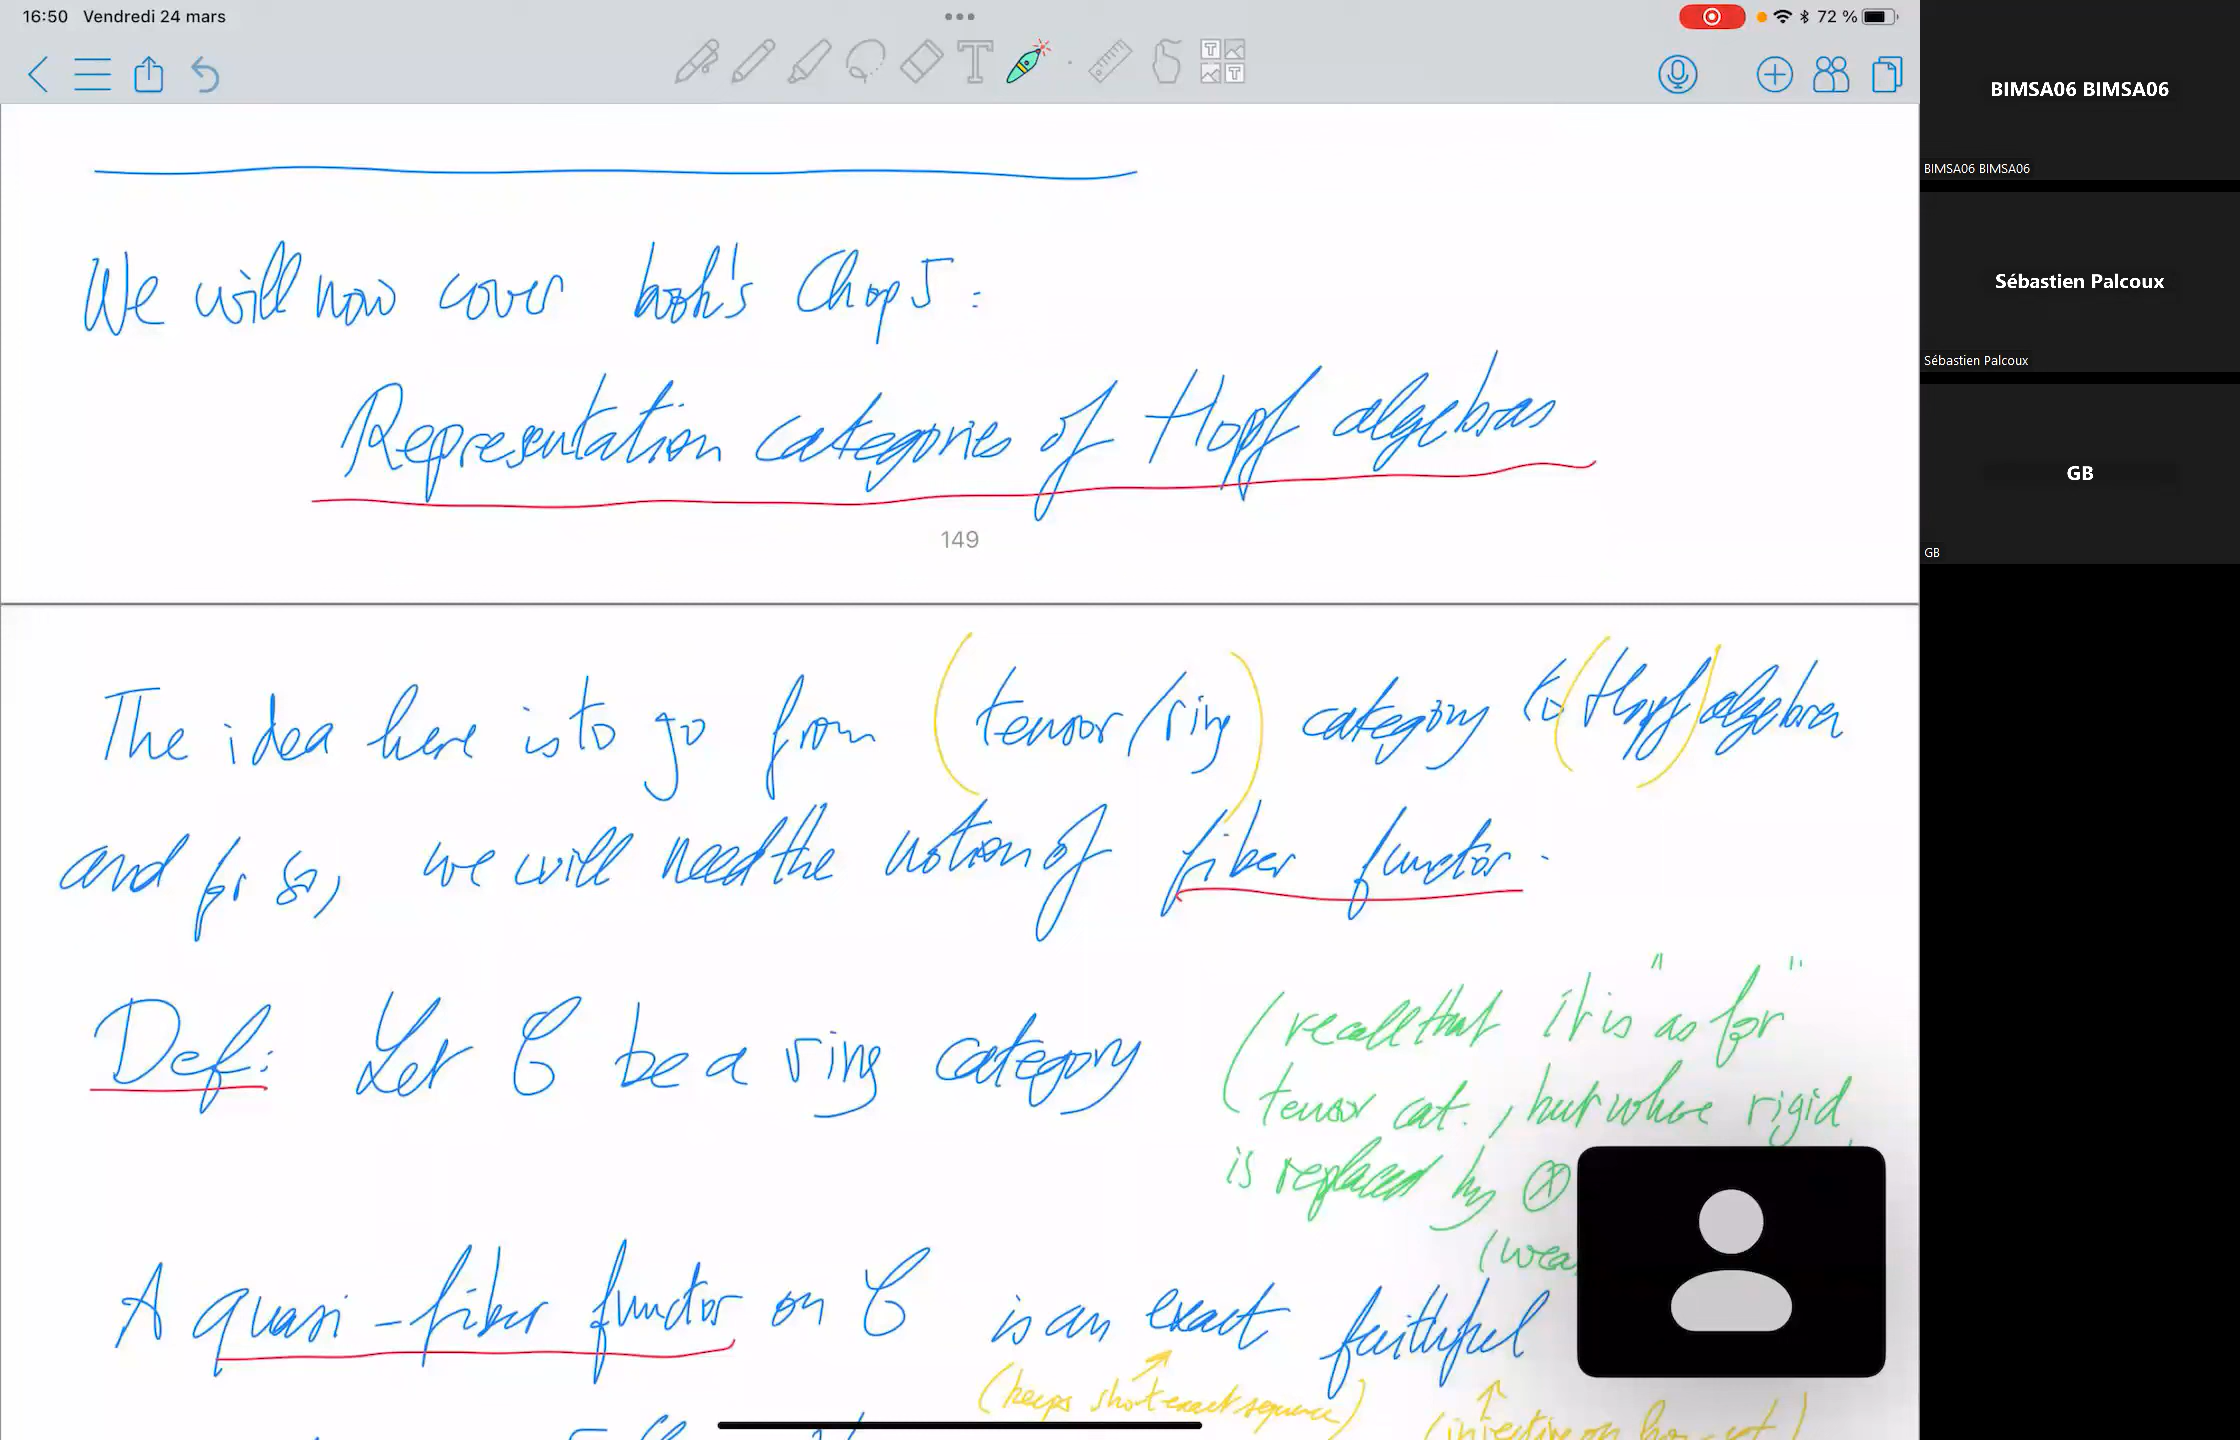 16:50 Vendredi 24 mars
72 %
BIMSA06 BIMSA06
BIMSA06 BIMSA06
Sébastien Palcoux
Sébastien Palcoux
GB
GB
We will now cover book's Chap 5 :
Representation categories of Hopf algebras
149
The idea here is to go from (tensor/ring) category to (Hopf) algebra
and for so, we will need the notion of fiber functor.
Def: Let C be a ring category
(recall that it is "as for"
tensor cat., but where rigid
is replaced by ⊗
A quasi-fiber functor on C is an exact faithful
(keeps short exact sequence)
(injective on